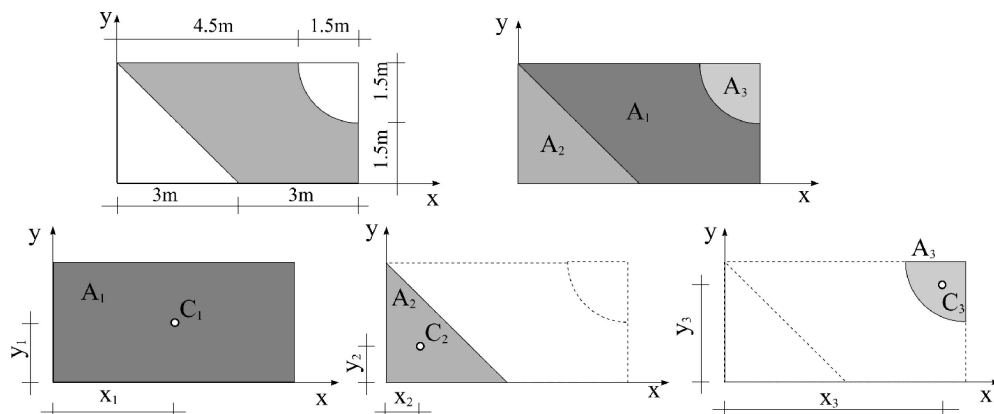 y
4.5m
1.5m
1.5m
1.5m
3m
3m
x
y
A₁
A₂
A₃
x
y
A₁
C₁
y₁
x₁
x
y
A₂
C₂
y₂
x₂
x
y
A₃
C₃
y₃
x₃
x